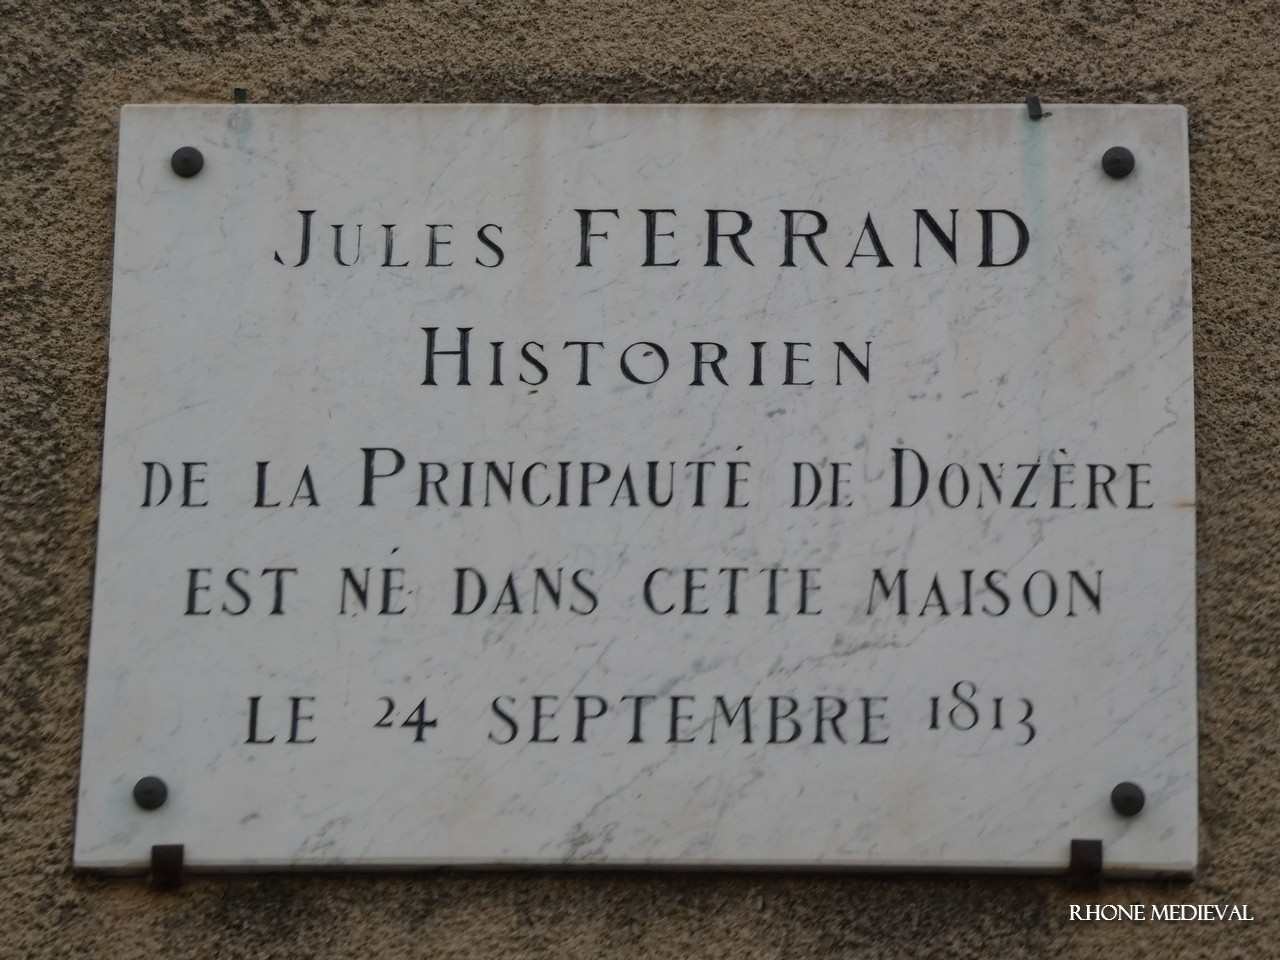 Jules FERRAND
Historien
de la Principauté de Donzère
est né dans cette maison
le 24 septembre 1813
RHONE MEDIEVAL